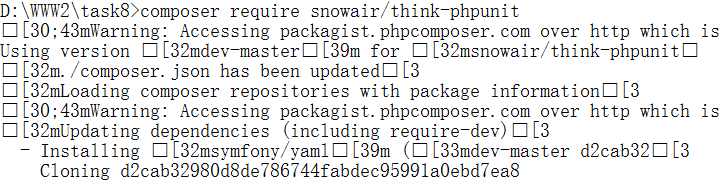 D:\WWW2\task8>composer require snowair/think-phpunit
□[30;43mWarning: Accessing packagist.phpcomposer.com over http which is
Using version □[32mdev-master□[39m for □[32msnowair/think-phpunit□
□[32m./composer.json has been updated□[3
□[32mLoading composer repositories with package information□[3
□[30;43mWarning: Accessing packagist.phpcomposer.com over http which is
□[32mUpdating dependencies (including require-dev)□[3
- Installing □[32msymfony/yaml□[39m (□[33mdev-master d2cab32□[3
Cloning d2cab32980d8de786744fabdec95991a0ebd7ea8